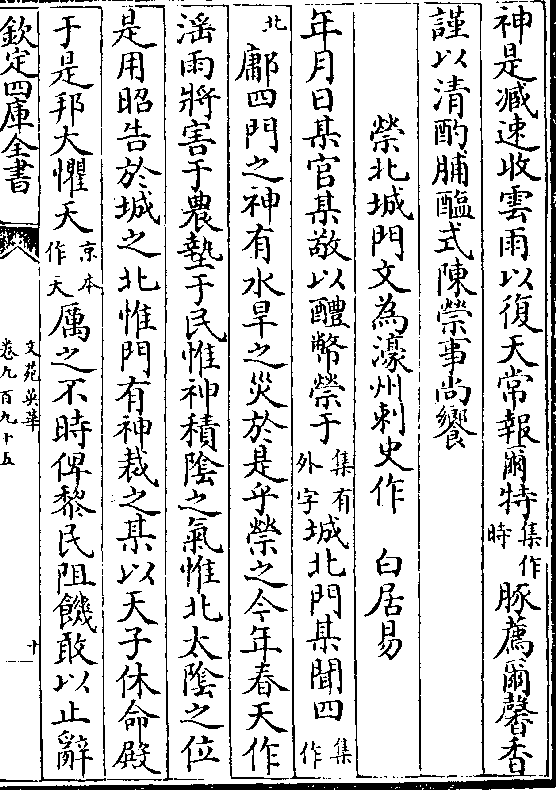 神是滅速收雲雨以復天常報爾特集作時豚薦爾馨香
謹以清酌脯醢式陳禜事尚饗
禜北城門文為濠州刺史作　白居易
年月日某官某敬以醴幣禜于集有外字城北門某聞四集作
北鄘四門之神有水旱之災於是乎禜之今年春天作
滛雨將害于農墊于民惟神積隂之氣惟北太隂之位
是用昭告於城之北惟門有神裁之某以天子休命殿
于是邦大懼天京本作天厲之不時俾黎民阻饑敢以止辭
欽定四庫全書
文苑英華
卷九百九十五
十